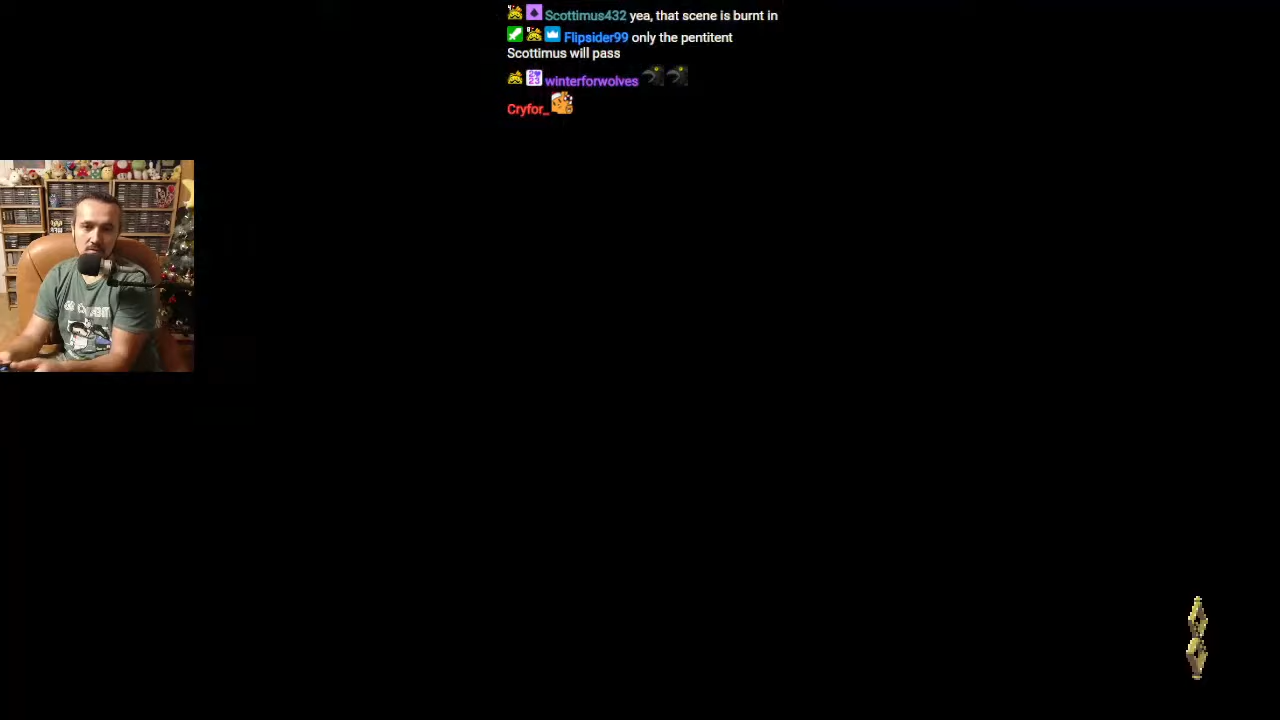 Scottimus432 yea, that scene is burnt in
Flipsider99 only the pentitent
Scottimus will pass
winterforwolves
Cryfor_